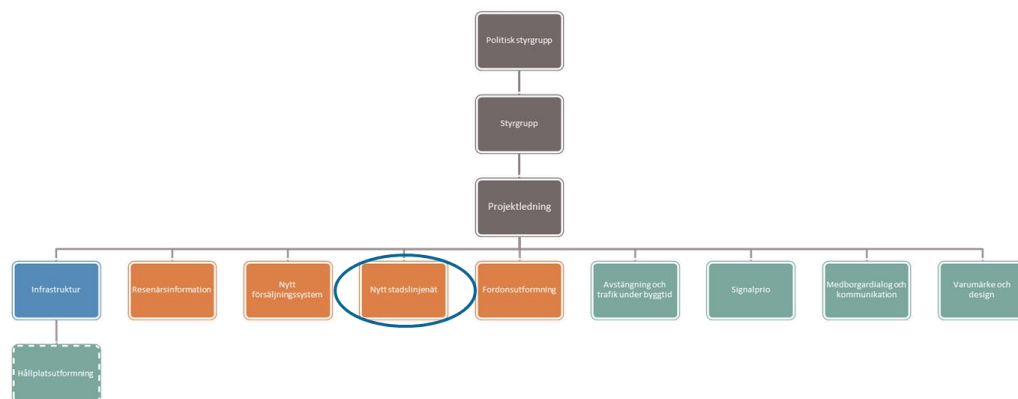 Politisk styrgrupp
Styrgrupp
Projektledning
Infrastruktur
Resenärsinformation
Nytt
försäljningssystem
Nytt stadslinjenät
Fordonsutformning
Avstängning och
trafik under byggtid
Signalprio
Medborgardialog och
kommunikation
Varumärke och
design
Hållplatsutformning